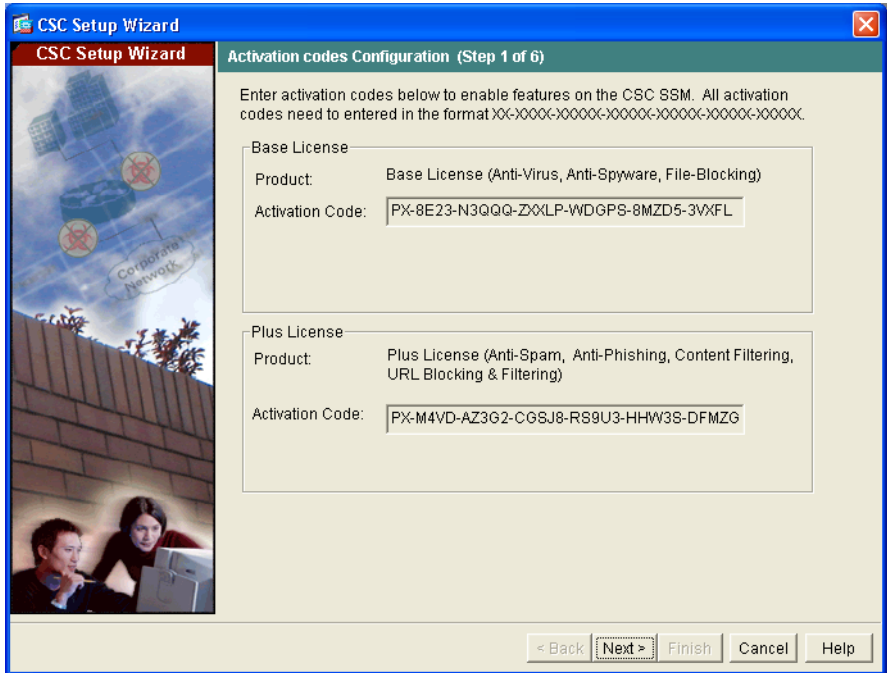 CSC Setup Wizard
CSC Setup Wizard
Activation codes Configuration (Step 1 of 6)
Enter activation codes below to enable features on the CSC SSM. All activation
codes need to entered in the format XX-XXXX-XXXXX-XXXXX-XXXXX-XXXXX-XXXXX.
Base License
Product: Base License (Anti-Virus, Anti-Spyware, File-Blocking)
Activation Code: PX-8E23-N3QQQ-ZXXLP-WDGPS-8MZD5-3VXFL
Corporate
Network
Plus License
Product: Plus License (Anti-Spam, Anti-Phishing, Content Filtering,
URL Blocking & Filtering)
Activation Code: PX-M4VD-AZ3G2-CGSJ8-RS9U3-HHW3S-DFMZG
< Back Next > Finish Cancel Help